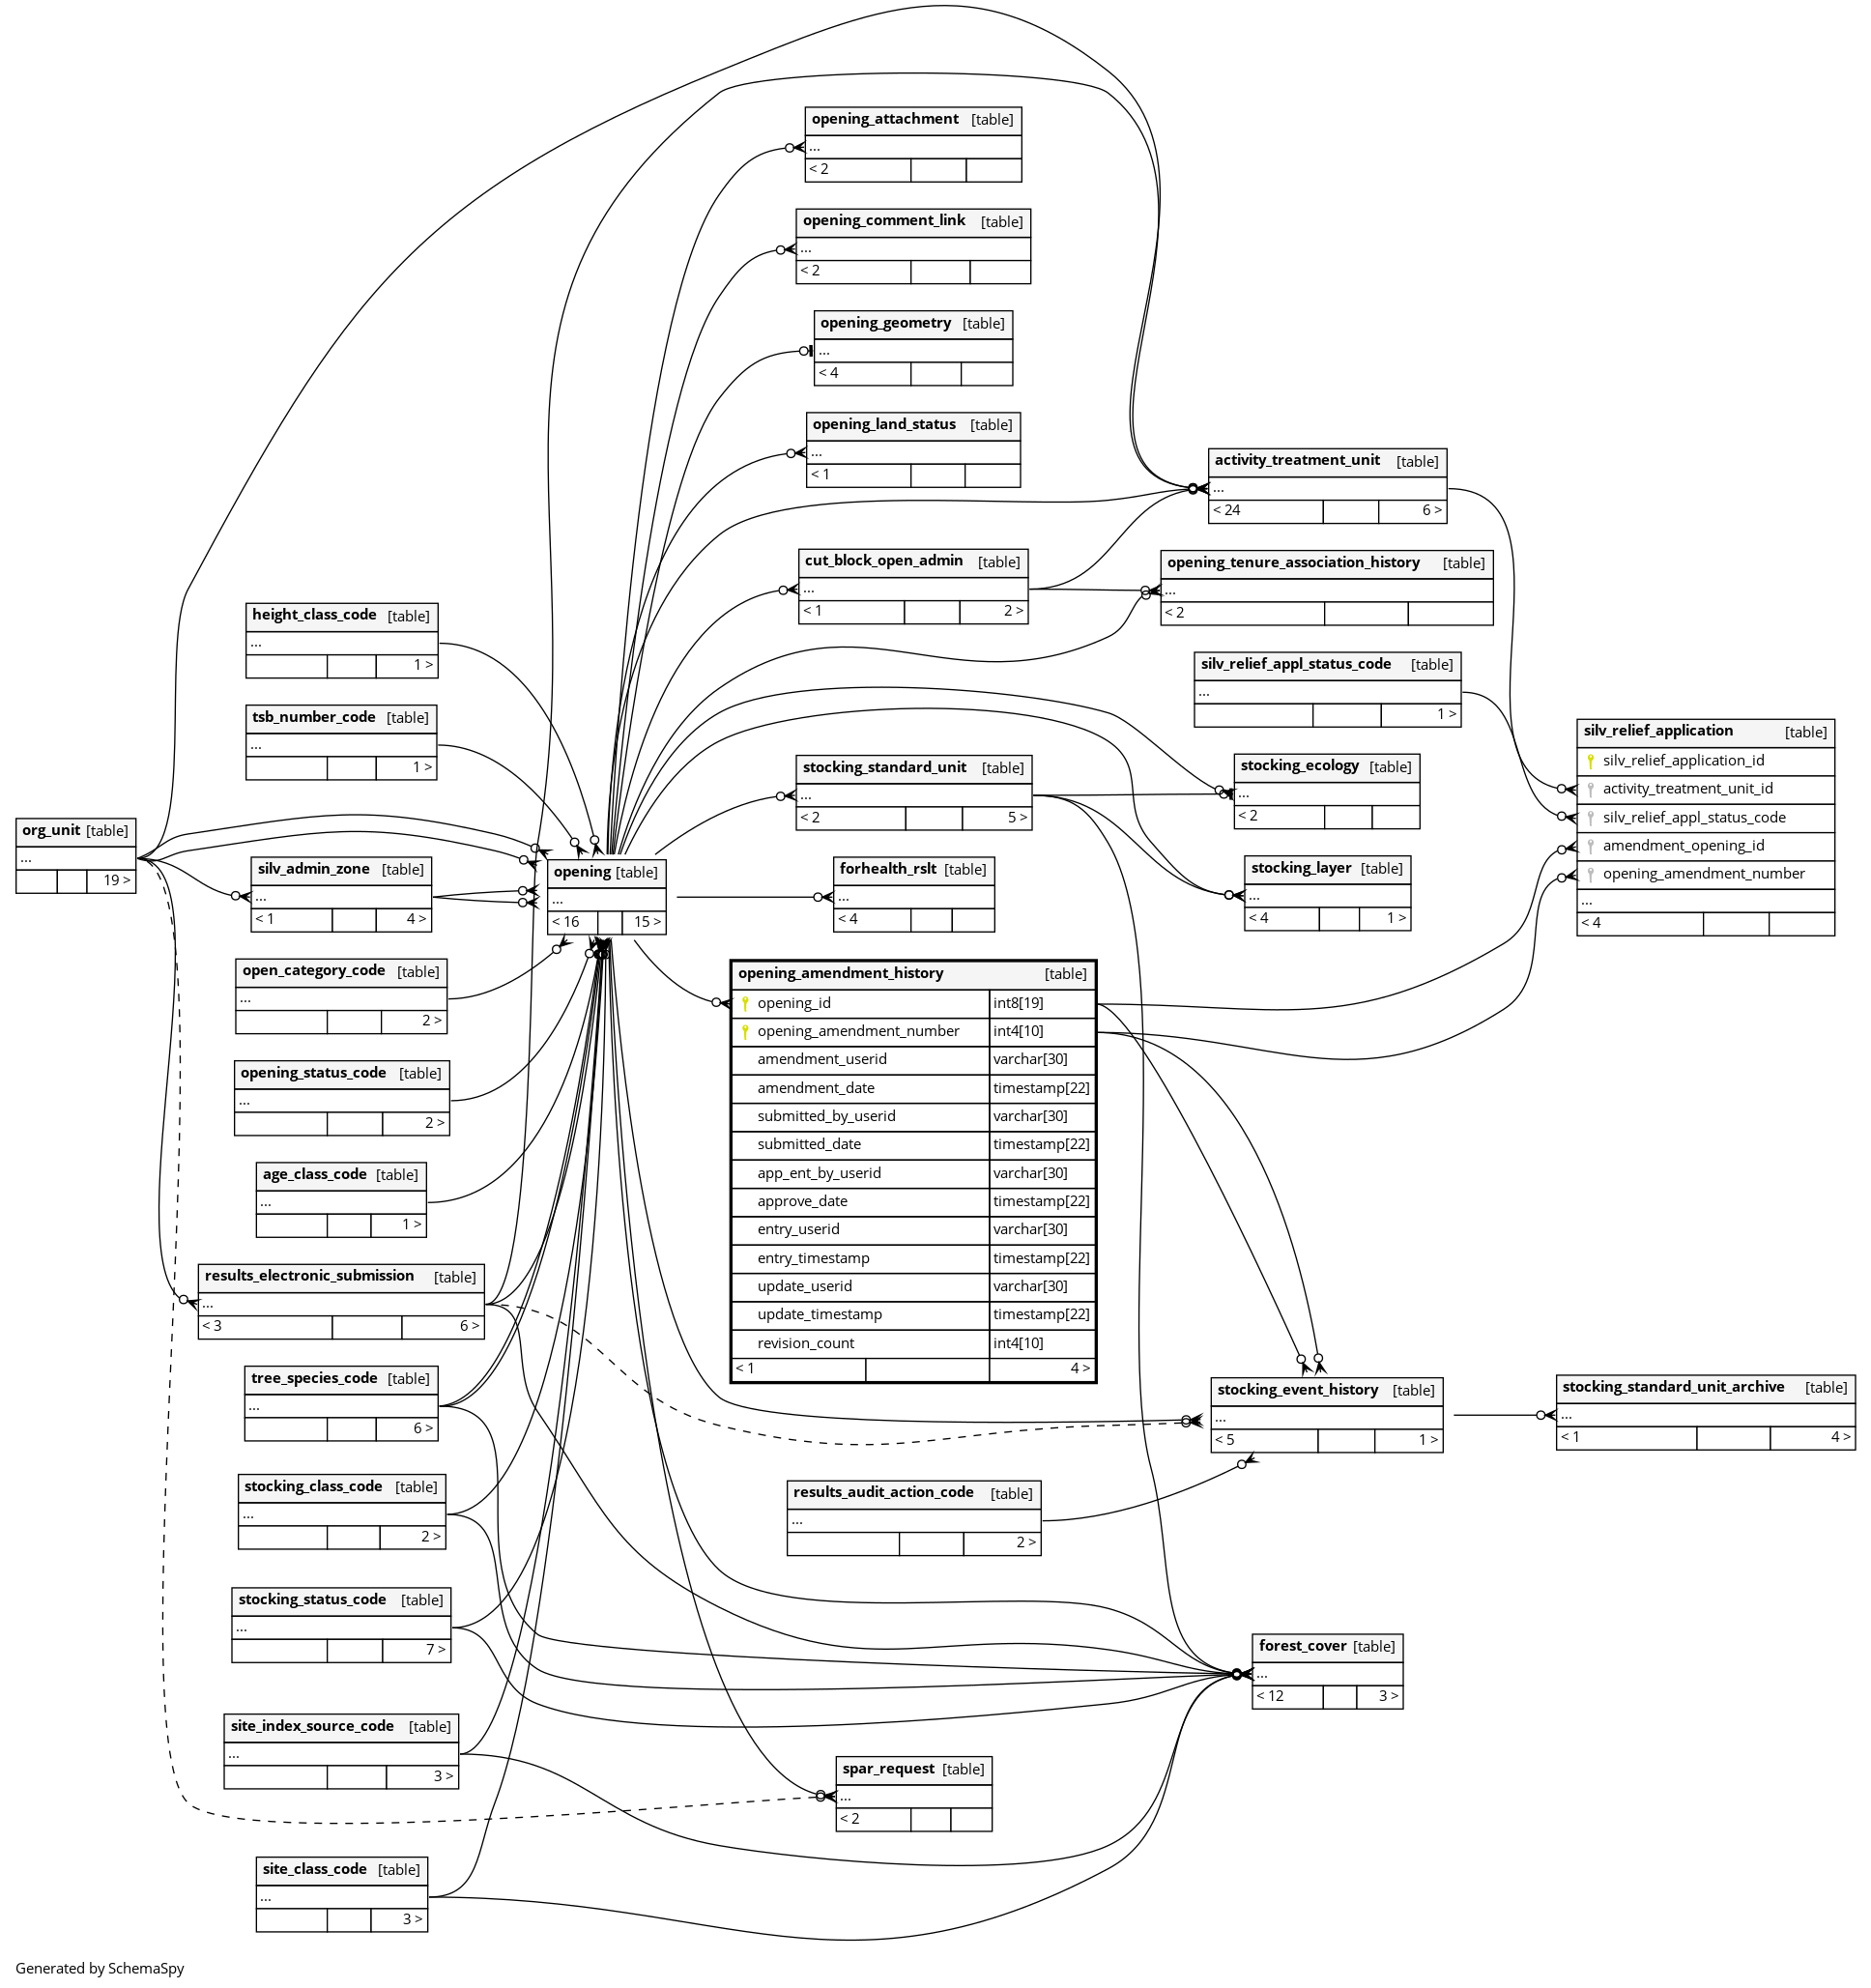 opening_attachment [table]
...
< 2
opening_comment_link [table]
...
< 2
opening_geometry [table]
...
< 4
opening_land_status [table]
...
< 1
activity_treatment_unit [table]
...
< 24 6 >
cut_block_open_admin [table]
...
< 1 2 >
opening_tenure_association_history [table]
...
< 2
height_class_code [table]
...
1 >
silv_relief_appl_status_code [table]
...
1 >
tsb_number_code [table]
...
1 >
silv_relief_application [table]
silv_relief_application_id
activity_treatment_unit_id
silv_relief_appl_status_code
amendment_opening_id
opening_amendment_number
...
< 4
stocking_standard_unit [table]
...
< 2 5 >
stocking_ecology [table]
...
< 2
org_unit [table]
...
19 >
silv_admin_zone [table]
...
< 1 4 >
opening [table]
...
< 16 15 >
forhealth_rslt [table]
...
< 4
stocking_layer [table]
...
< 4 1 >
open_category_code [table]
...
2 >
opening_amendment_history [table]
opening_id int8[19]
opening_amendment_number int4[10]
amendment_userid varchar[30]
amendment_date timestamp[22]
submitted_by_userid varchar[30]
submitted_date timestamp[22]
app_ent_by_userid varchar[30]
approve_date timestamp[22]
entry_userid varchar[30]
entry_timestamp timestamp[22]
update_userid varchar[30]
update_timestamp timestamp[22]
revision_count int4[10]
< 1 4 >
opening_status_code [table]
...
2 >
age_class_code [table]
...
1 >
results_electronic_submission [table]
...
< 3 6 >
tree_species_code [table]
...
6 >
stocking_event_history [table]
...
< 5 1 >
stocking_standard_unit_archive [table]
...
< 1 4 >
stocking_class_code [table]
...
2 >
results_audit_action_code [table]
...
2 >
stocking_status_code [table]
...
7 >
forest_cover [table]
...
< 12 3 >
site_index_source_code [table]
...
3 >
spar_request [table]
...
< 2
site_class_code [table]
...
3 >
Generated by SchemaSpy